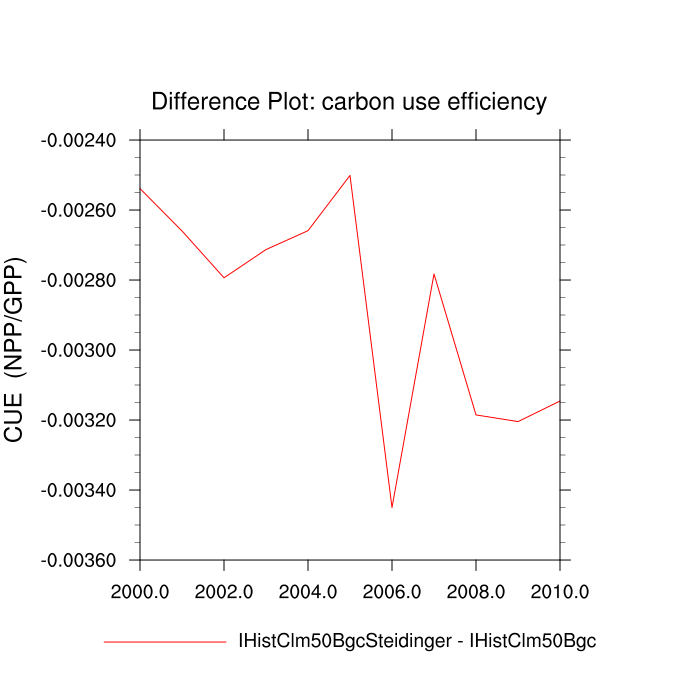 Difference Plot: carbon use efficiency
-0.00240
-0.00260
-0.00280
-0.00300
-0.00320
-0.00340
-0.00360
CUE (NPP/GPP)
2000.0 2002.0 2004.0 2006.0 2008.0 2010.0
IHistClm50BgcSteidinger - IHistClm50Bgc